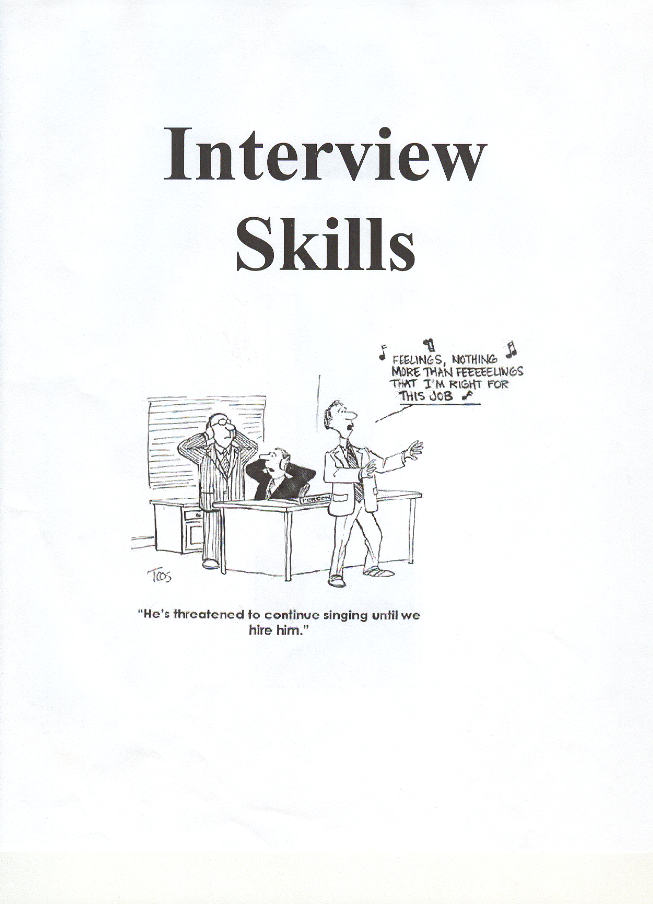 Interview
Skills
FEELINGS, NOTHING
MORE THAN FEEEEELINGS
THAT I'M RIGHT FOR
THIS JOB
"He's threatened to continue singing until we
hire him."